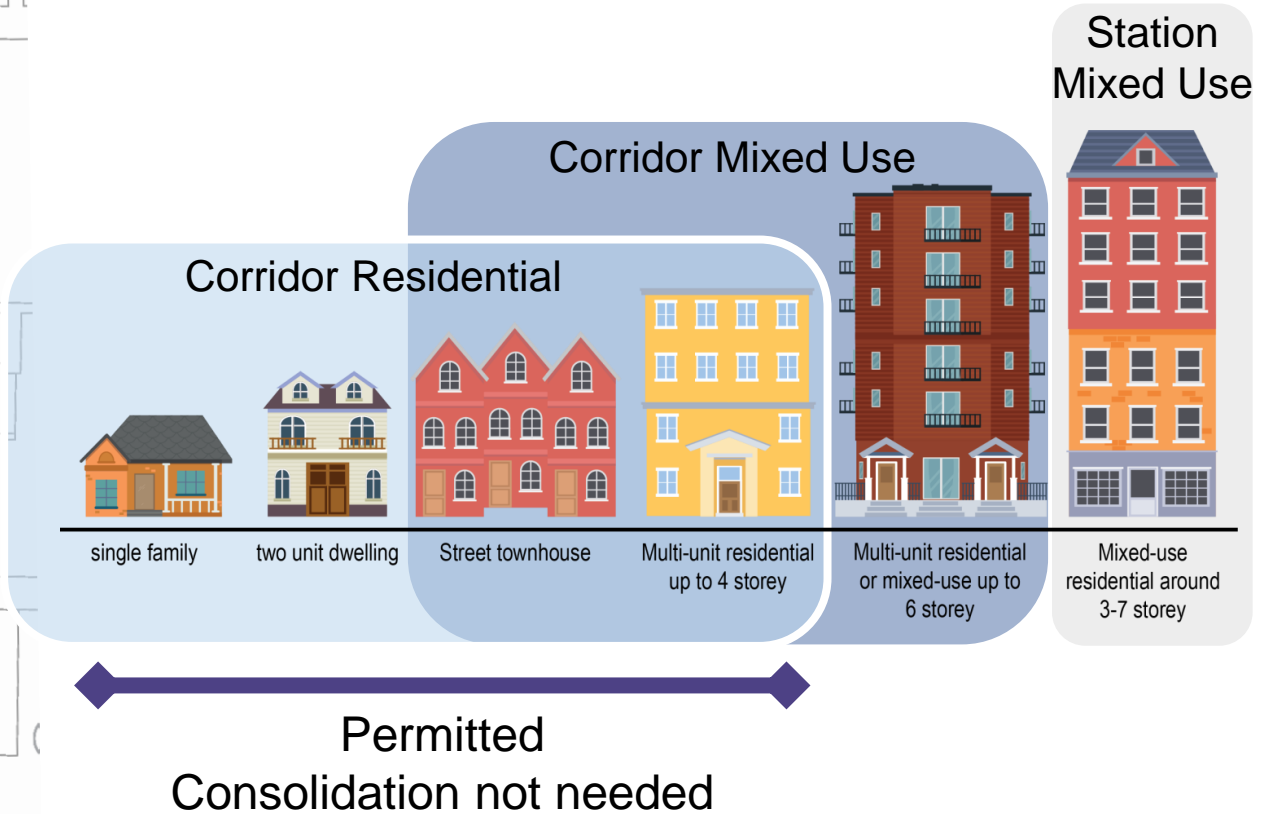 Station
Mixed Use
Corridor Mixed Use
Corridor Residential
single family
two unit dwelling
Street townhouse
Multi-unit residential
up to 4 storey
Multi-unit residential
or mixed-use up to
6 storey
Mixed-use
residential around
3-7 storey
Permitted
Consolidation not needed